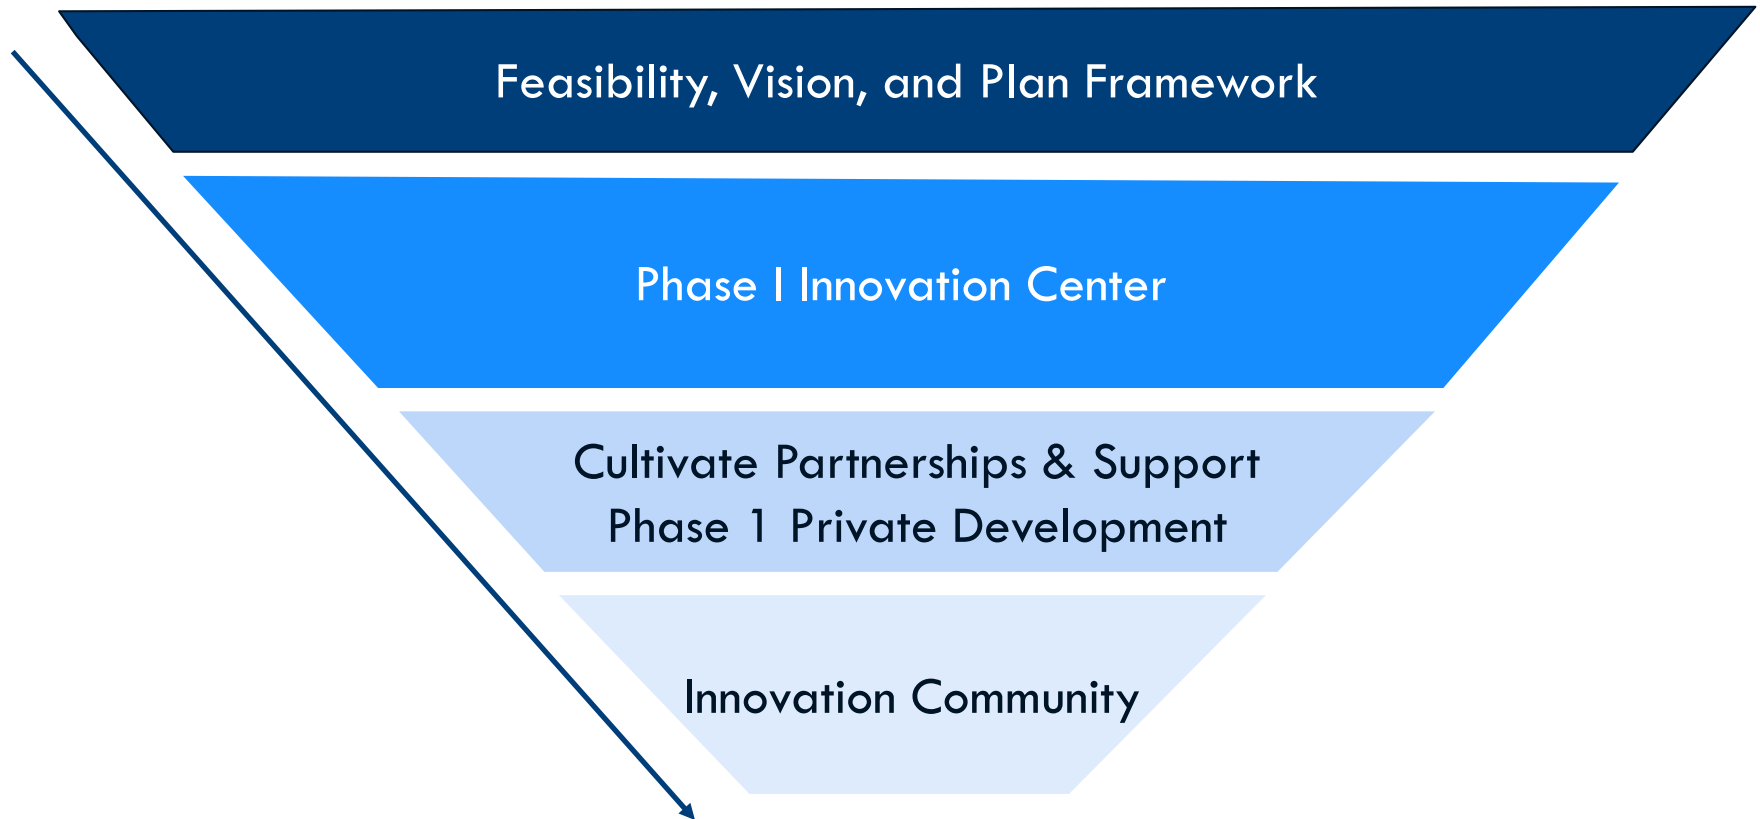 Feasibility, Vision, and Plan Framework
Phase I Innovation Center
Cultivate Partnerships & Support
Phase 1 Private Development
Innovation Community